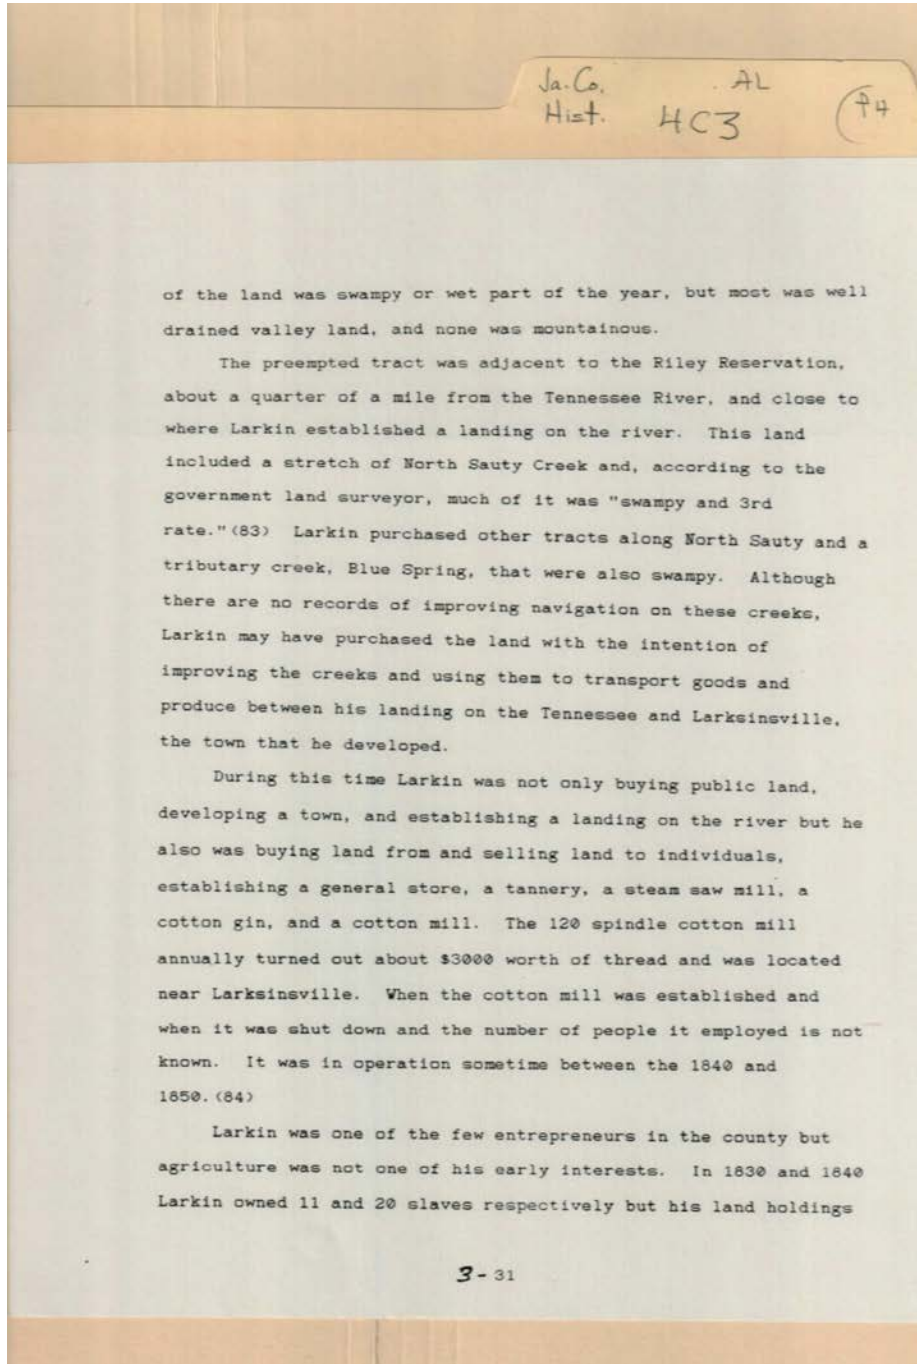 Ja. Co. AL
Hist. 4C3 P4
of the land was swampy or wet part of the year, but most was well
drained valley land, and none was mountainous.
The preempted tract was adjacent to the Riley Reservation,
about a quarter of a mile from the Tennessee River, and close to
where Larkin established a landing on the river. This land
included a stretch of North Sauty Creek and, according to the
government land surveyor, much of it was "swampy and 3rd
rate."(83) Larkin purchased other tracts along North Sauty and a
tributary creek, Blue Spring, that were also swampy. Although
there are no records of improving navigation on these creeks,
Larkin may have purchased the land with the intention of
improving the creeks and using them to transport goods and
produce between his landing on the Tennessee and Larksinsville,
the town that he developed.
During this time Larkin was not only buying public land,
developing a town, and establishing a landing on the river but he
also was buying land from and selling land to individuals,
establishing a general store, a tannery, a steam saw mill, a
cotton gin, and a cotton mill. The 120 spindle cotton mill
annually turned out about $3000 worth of thread and was located
near Larksinsville. When the cotton mill was established and
when it was shut down and the number of people it employed is not
known. It was in operation sometime between the 1840 and
1850.(84)
Larkin was one of the few entrepreneurs in the county but
agriculture was not one of his early interests. In 1830 and 1840
Larkin owned 11 and 20 slaves respectively but his land holdings
3-31